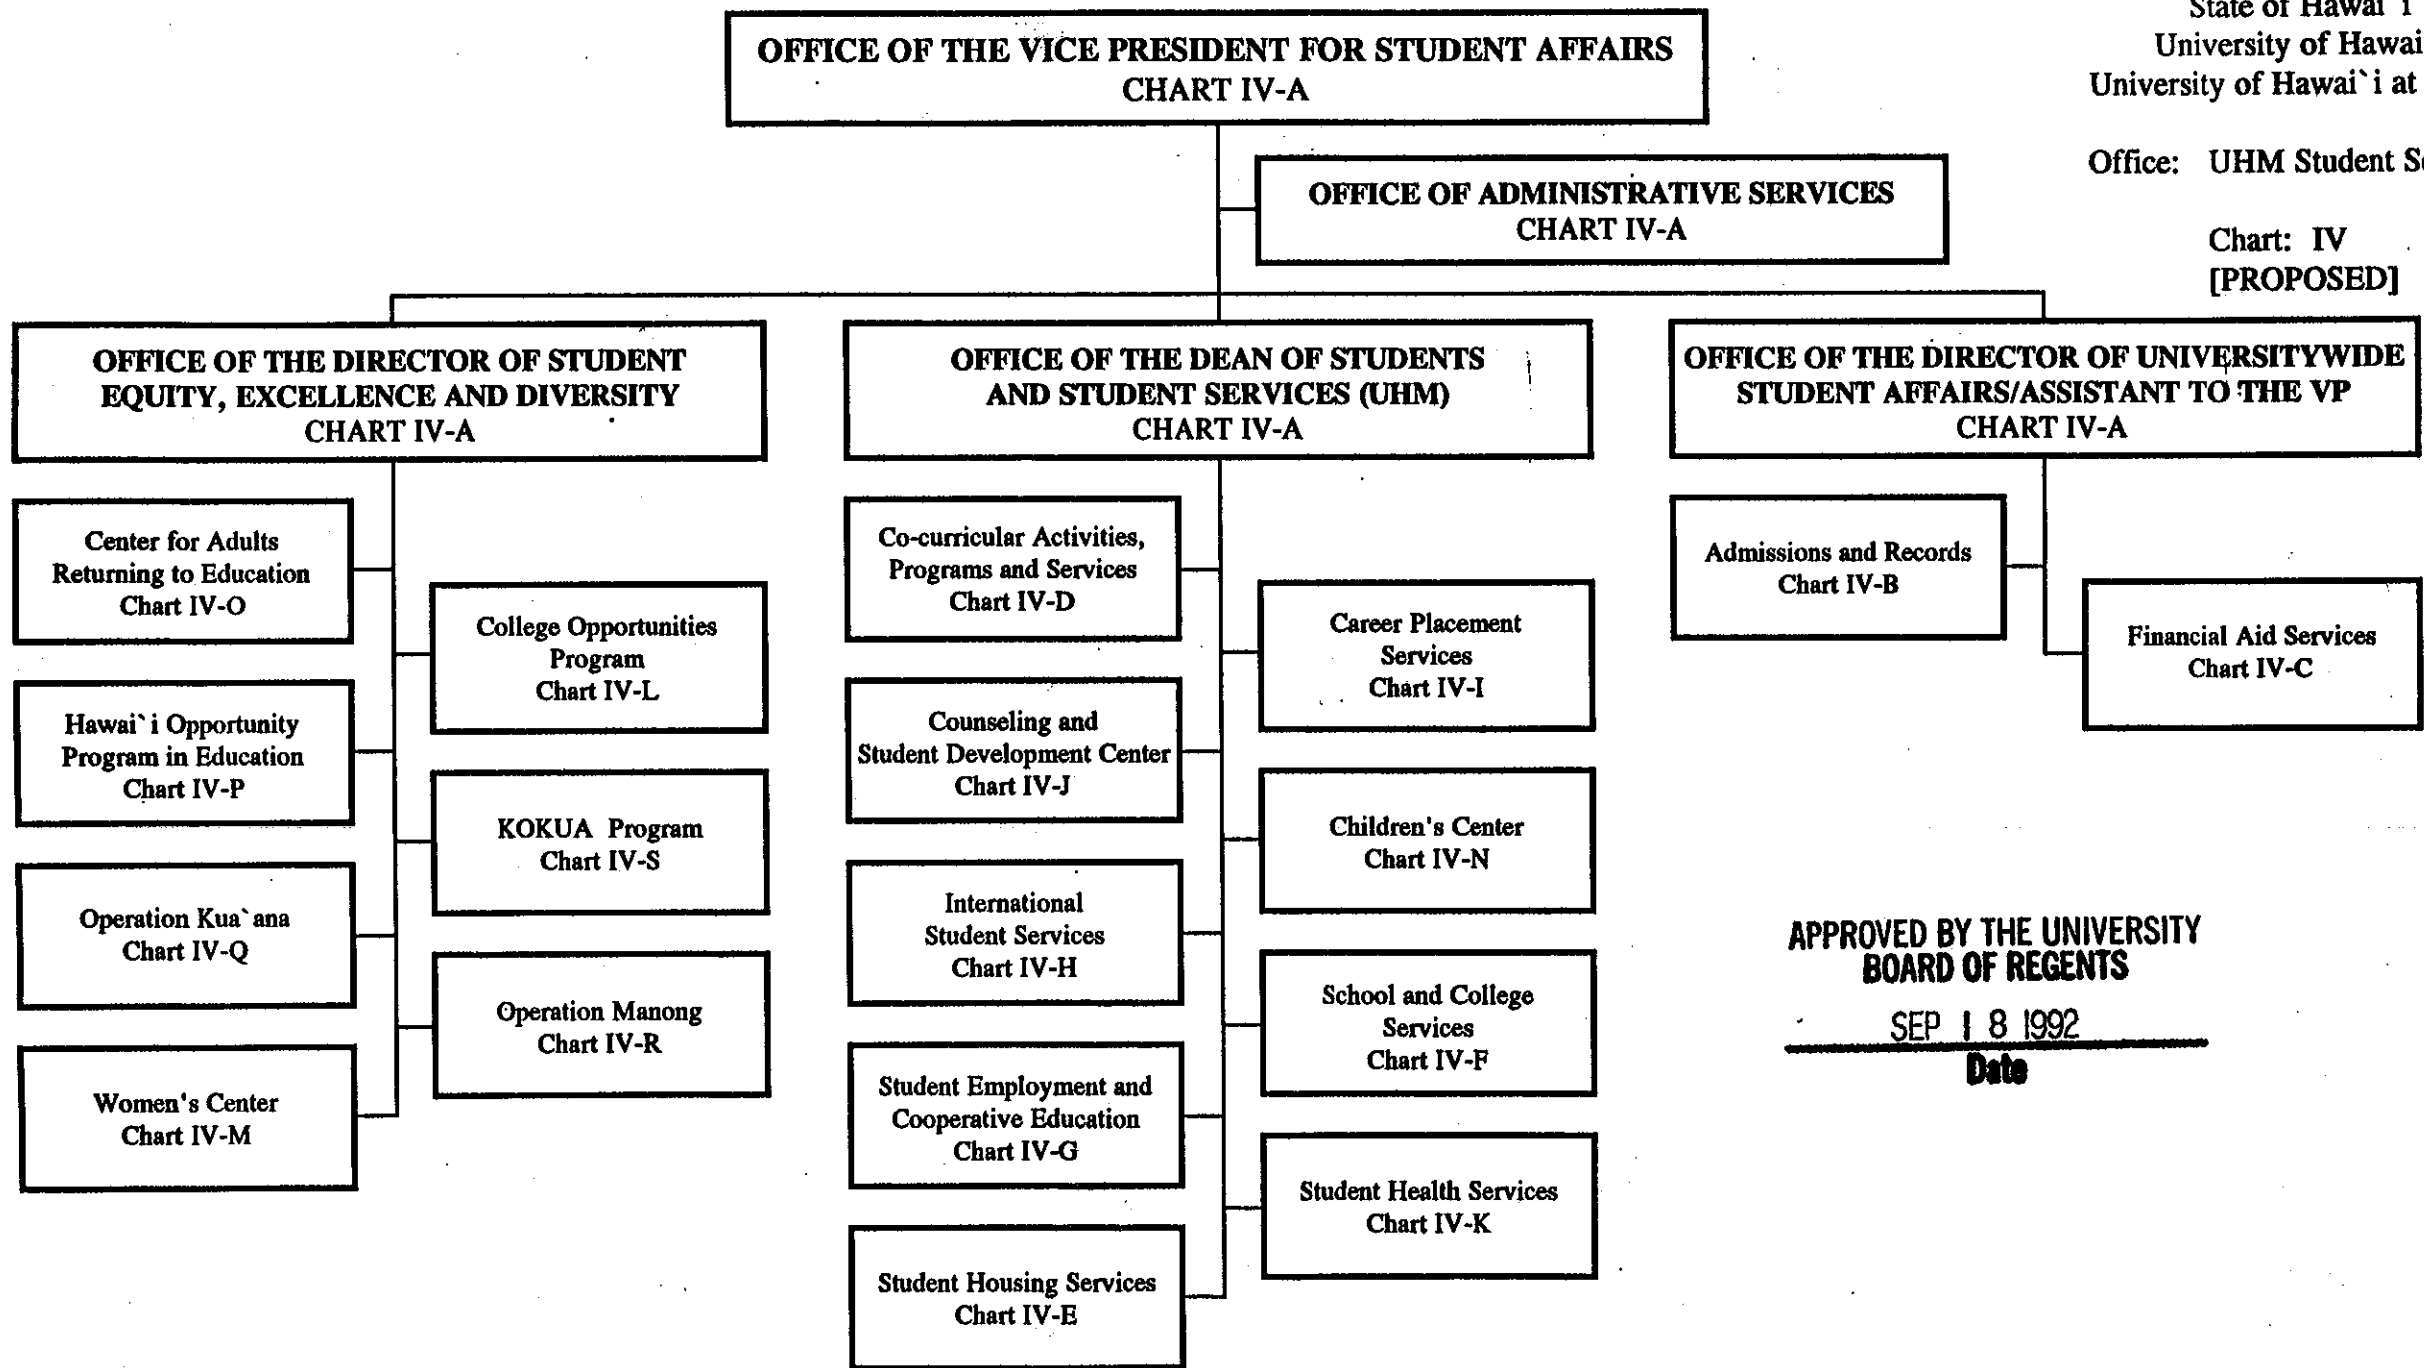 OFFICE OF THE VICE PRESIDENT FOR STUDENT AFFAIRS
CHART IV-A
State of Hawai`i
University of Hawai
University of Hawai`i at
Office: UHM Student
Chart: IV
[PROPOSED]
OFFICE OF ADMINISTRATIVE SERVICES
CHART IV-A
OFFICE OF THE DIRECTOR OF STUDENT
EQUITY, EXCELLENCE AND DIVERSITY
CHART IV-A
Center for Adults
Returning to Education
Chart IV-O
College Opportunities
Program
Chart IV-L
Hawai`i Opportunity
Program in Education
Chart IV-P
KOKUA Program
Chart IV-S
Operation Kua`ana
Chart IV-Q
Operation Manong
Chart IV-R
Women's Center
Chart IV-M
OFFICE OF THE DEAN OF STUDENTS
AND STUDENT SERVICES (UHM)
CHART IV-A
Co-curricular Activities,
Programs and Services
Chart IV-D
Career Placement
Services
Chart IV-I
Counseling and
Student Development Center
Chart IV-J
Children's Center
Chart IV-N
International
Student Services
Chart IV-H
School and College
Services
Chart IV-F
Student Employment and
Cooperative Education
Chart IV-G
Student Health Services
Chart IV-K
Student Housing Services
Chart IV-E
OFFICE OF THE DIRECTOR OF UNIVERSITYWIDE
STUDENT AFFAIRS/ASSISTANT TO THE VP
CHART IV-A
Admissions and Records
Chart IV-B
Financial Aid Services
Chart IV-C
APPROVED BY THE UNIVERSITY
BOARD OF REGENTS
SEP 18 1992
Date